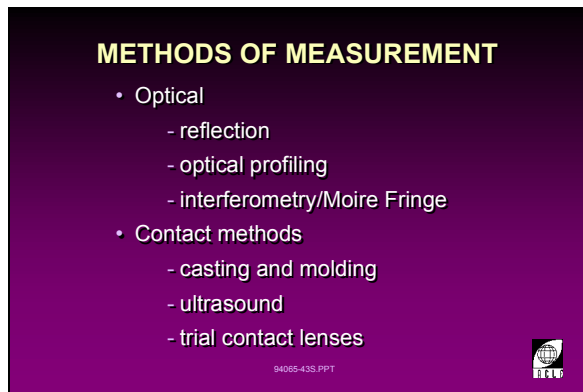 METHODS OF MEASUREMENT
• Optical
- reflection
- optical profiling
- interferometry/Moire Fringe
• Contact methods
- casting and molding
- ultrasound
- trial contact lenses
94065-43S.PPT